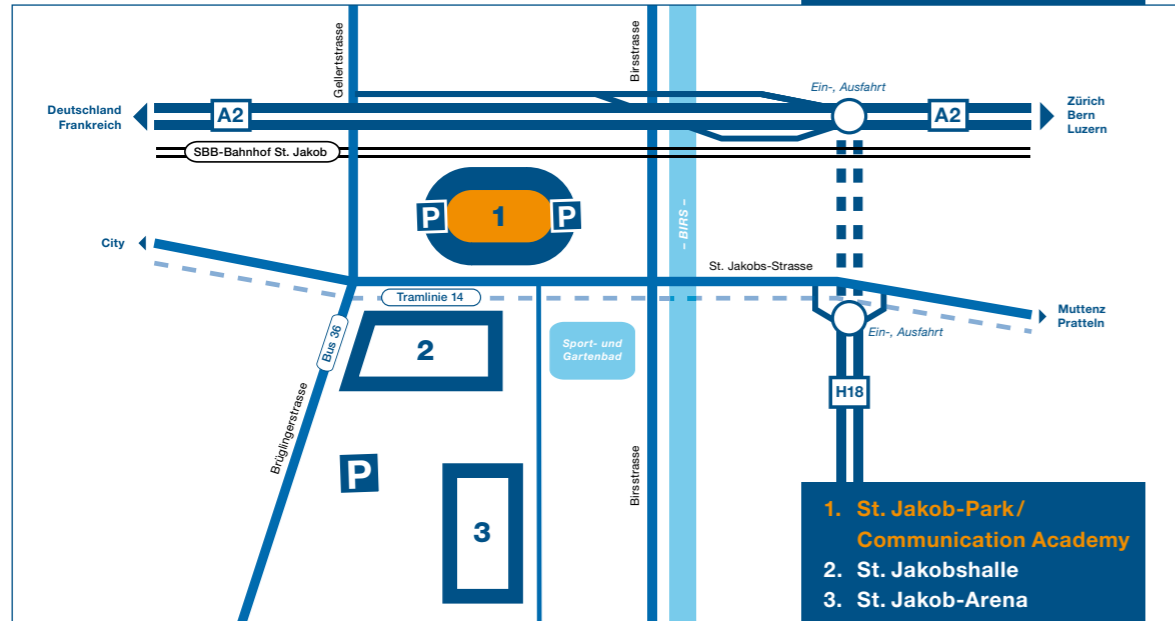 Gellertstrasse
Birsstrasse
Ein-, Ausfahrt
Deutschland
Frankreich
A2
A2
Zürich
Bern
Luzern
SBB-Bahnhof St. Jakob
P
1
P
– BIRS –
City
St. Jakobs-Strasse
Tramlinie 14
Muttenz
Pratteln
Bus 36
2
Sport- und
Gartenbad
Ein-, Ausfahrt
H18
Brüglingerstrasse
P
3
Birsstrasse
1. St. Jakob-Park/
Communication Academy
2. St. Jakobshalle
3. St. Jakob-Arena